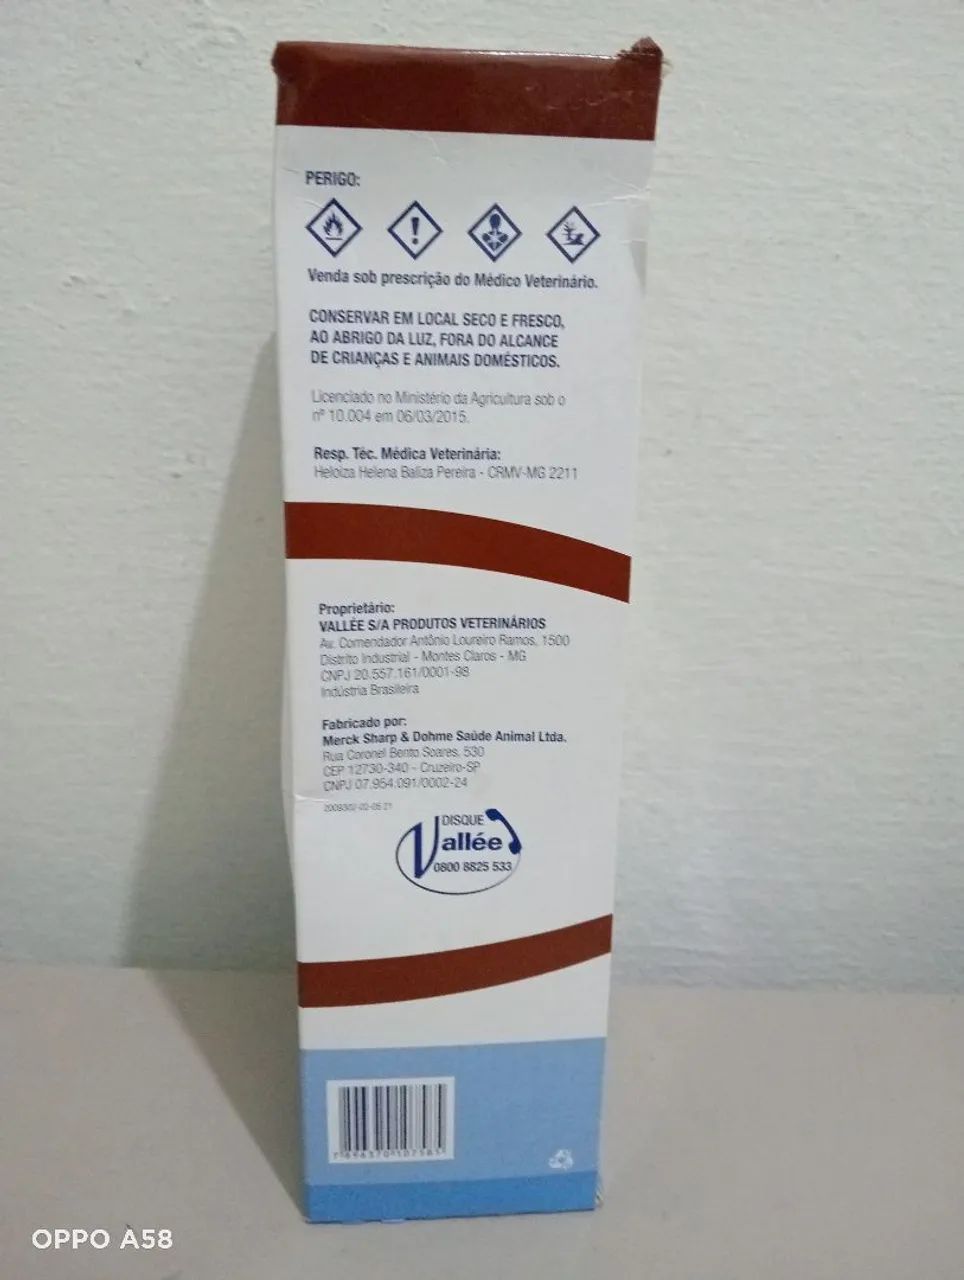 PERIGO:
Venda sob prescrição do Médico Veterinário.
CONSERVAR EM LOCAL SECO E FRESCO,
AO ABRIGO DA LUZ, FORA DO ALCANCE
DE CRIANÇAS E ANIMAIS DOMÉSTICOS.
Licenciado no Ministério da Agricultura sob o
nº 10.004 em 06/03/2015.
Resp. Téc. Médica Veterinária:
Heloiza Helena Baliza Pereira - CRMV-MG 2211
Proprietário:
VALLÉE S/A PRODUTOS VETERINÁRIOS
Av. Comendador Antônio Loureiro Ramos, 1500
Distrito Industrial - Montes Claros - MG
CNPJ 20.557.161/0001-98
Indústria Brasileira
Fabricado por:
Merck Sharp & Dohme Saúde Animal Ltda.
Rua Coronel Bento Soares, 530
CEP 12730-340 - Cruzeiro-SP
CNPJ 07.954.091/0002-24
DISQUE
Vallée
0800 8825 533
OPPO A58